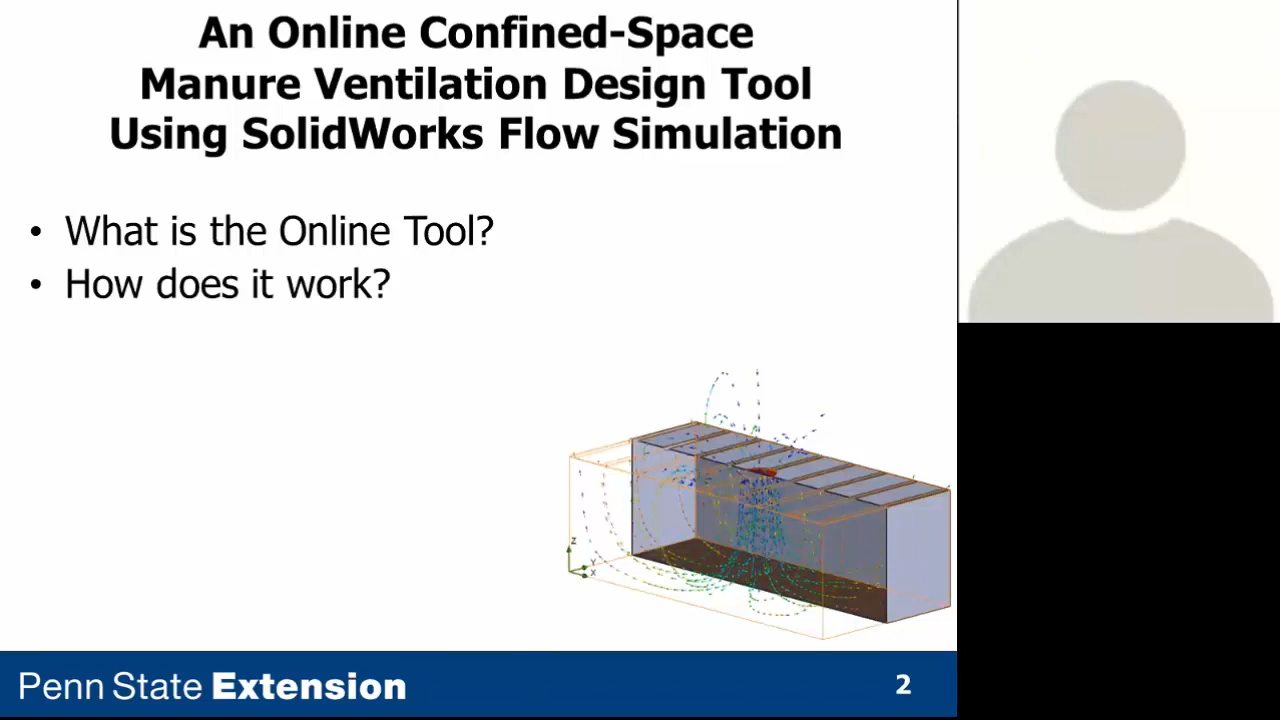 An Online Confined-Space
Manure Ventilation Design Tool
Using SolidWorks Flow Simulation
• What is the Online Tool?
• How does it work?
Z
Y
X
Penn State Extension
2